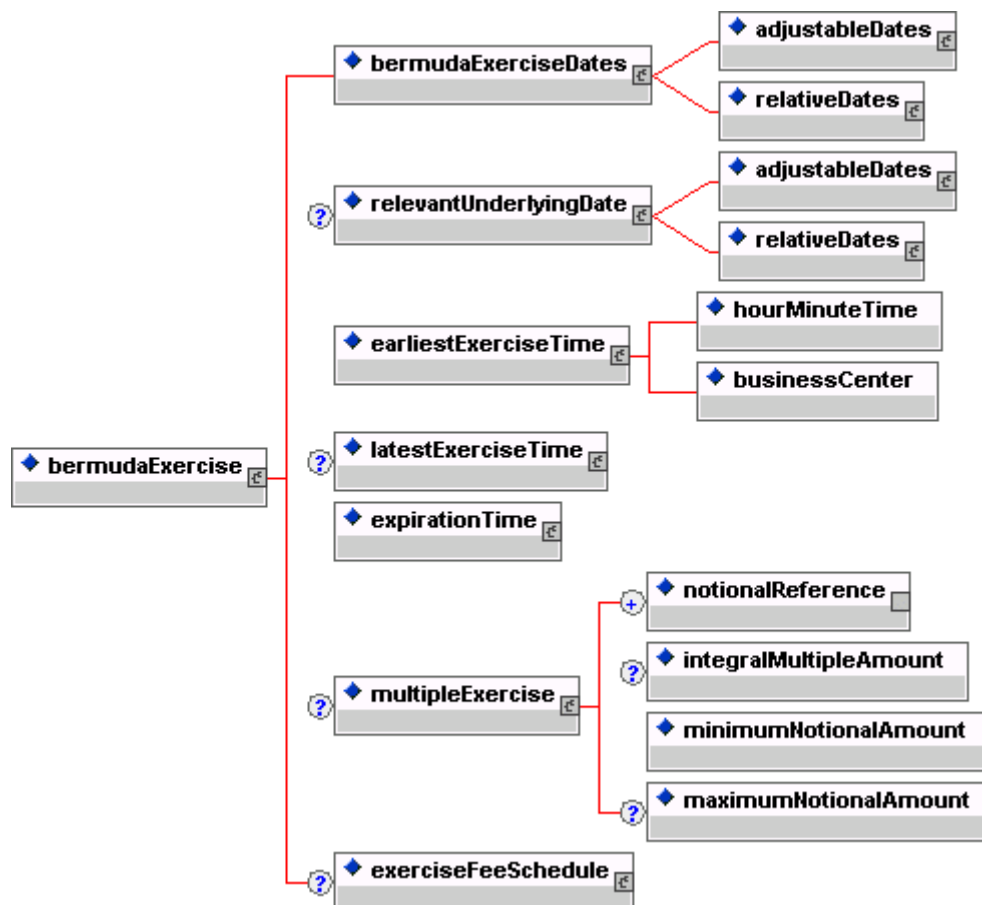 adjustableDates
bermudaExerciseDates
relativeDates
adjustableDates
? relevantUnderlyingDate
relativeDates
hourMinuteTime
earliestExerciseTime
businessCenter
? latestExerciseTime
bermudaExercise
expirationTime
+ notionalReference
? integralMultipleAmount
? multipleExercise
minimumNotionalAmount
? maximumNotionalAmount
? exerciseFeeSchedule